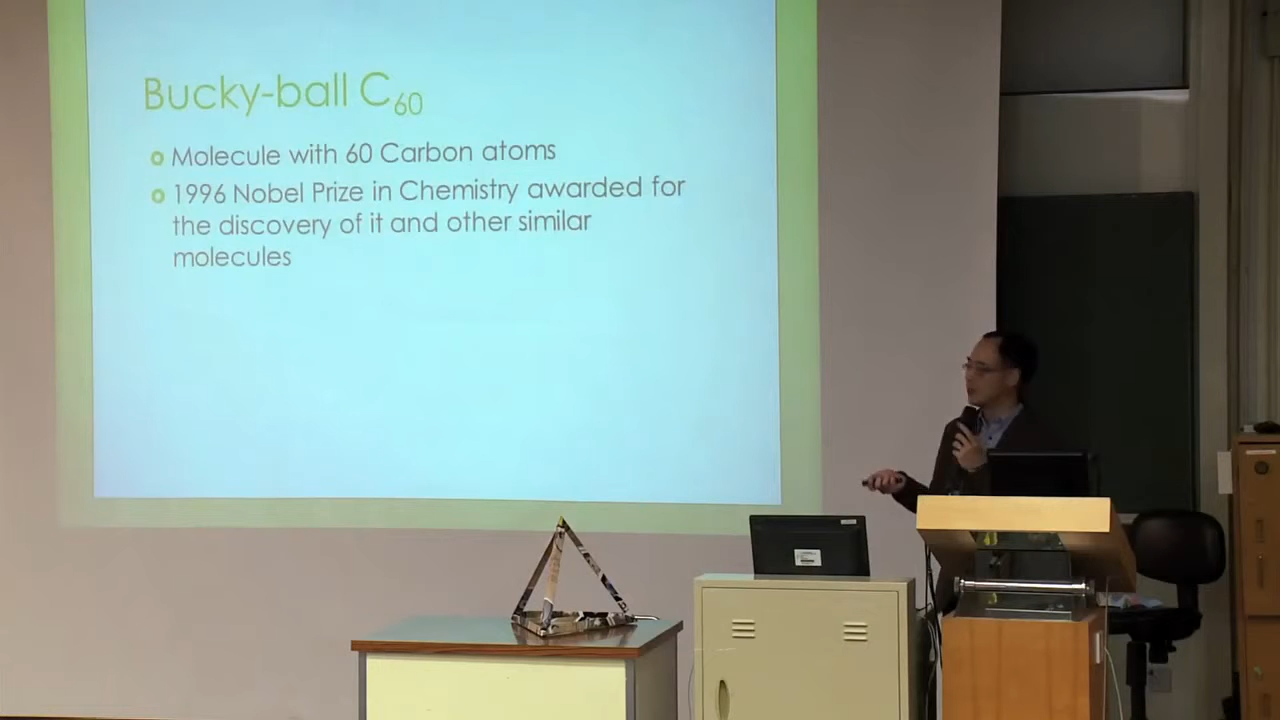 Bucky-ball C₆₀
Molecule with 60 Carbon atoms
1996 Nobel Prize in Chemistry awarded for
the discovery of it and other similar
molecules